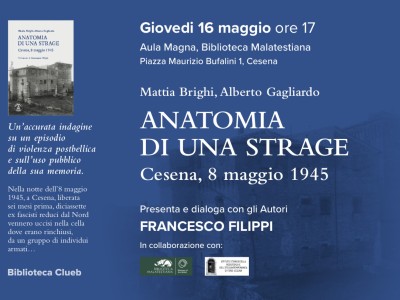 Mattia Brighi, Alberto Gagliardo
ANATOMIA
DI UNA STRAGE
Cesena, 8 maggio 1945
Un'accurata indagine
su un episodio
di violenza postbellica
e sull'uso pubblico
della sua memoria.
Nella notte dell'8 maggio
1945, a Cesena, liberata
sei mesi prima, diciassette
ex fascisti reduci dal Nord
vennero uccisi nella cella
dove erano rinchiusi,
da un gruppo di individui
armati...
Biblioteca Clueb
Giovedì 16 maggio ore 17
Aula Magna, Biblioteca Malatestiana
Piazza Maurizio Bufalini 1, Cesena
Mattia Brighi, Alberto Gagliardo
ANATOMIA
DI UNA STRAGE
Cesena, 8 maggio 1945
Presenta e dialoga con gli Autori
FRANCESCO FILIPPI
In collaborazione con: